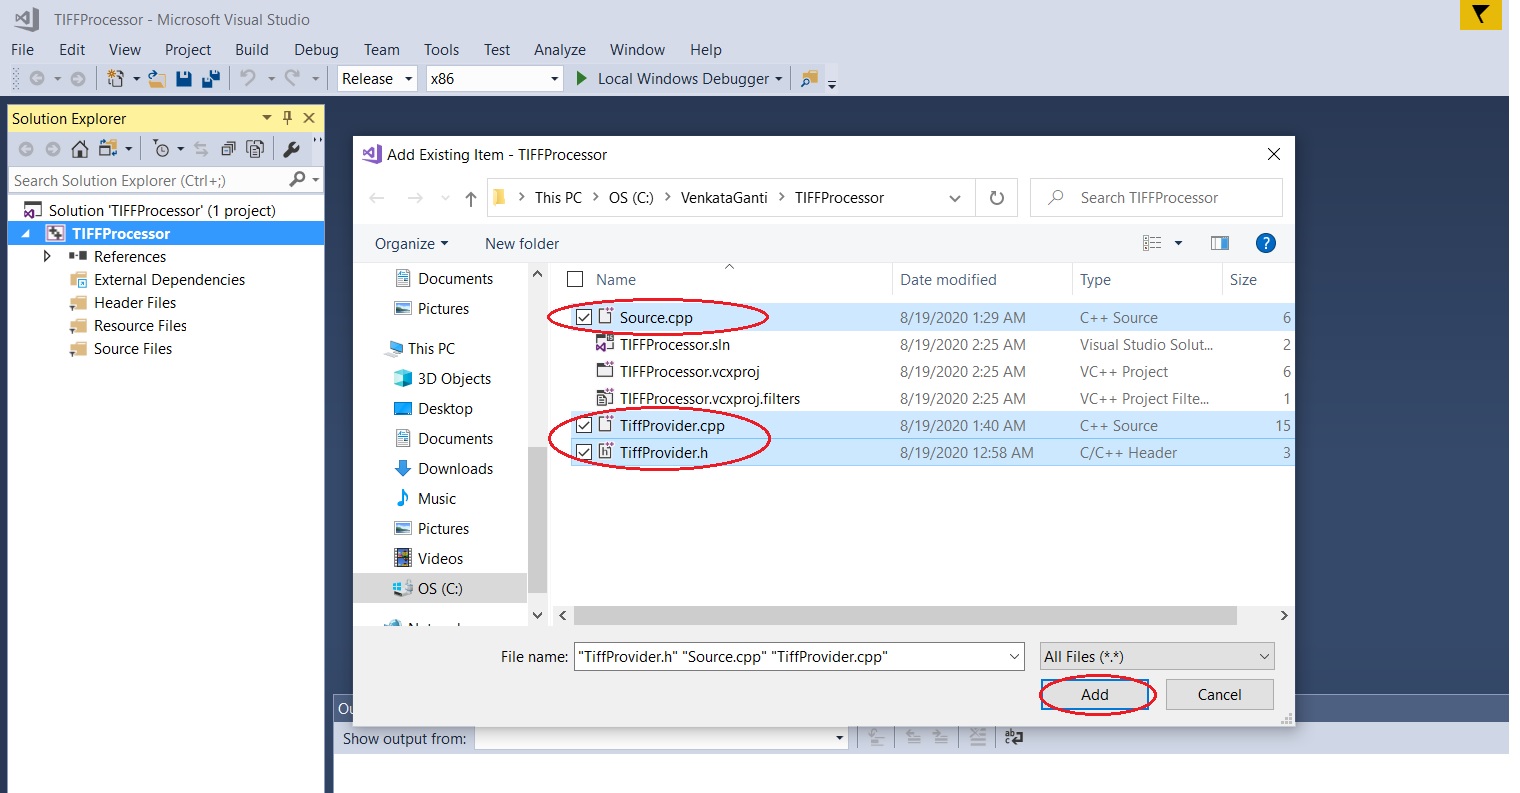 TIFFProcessor - Microsoft Visual Studio
File Edit View Project Build Debug Team Tools Test Analyze Window Help
Release x86 Local Windows Debugger
Solution Explorer
Search Solution Explorer (Ctrl+;)
Solution 'TIFFProcessor' (1 project)
TIFFProcessor
References
External Dependencies
Header Files
Resource Files
Source Files
Add Existing Item - TIFFProcessor
This PC OS (C:) VenkataGanti TIFFProcessor
Search TIFFProcessor
Organize New folder
Documents
Pictures
This PC
3D Objects
Desktop
Documents
Downloads
Music
Pictures
Videos
OS (C:)
Name Date modified Type Size
Source.cpp 8/19/2020 1:29 AM C++ Source 6
TIFFProcessor.sln 8/19/2020 2:25 AM Visual Studio Solut... 2
TIFFProcessor.vcxproj 8/19/2020 2:25 AM VC++ Project 6
TIFFProcessor.vcxproj.filters 8/19/2020 2:25 AM VC++ Project Filte... 1
TiffProvider.cpp 8/19/2020 1:40 AM C++ Source 15
TiffProvider.h 8/19/2020 12:58 AM C/C++ Header 3
File name: "TiffProvider.h" "Source.cpp" "TiffProvider.cpp" All Files (*.*)
Add Cancel
Show output from: